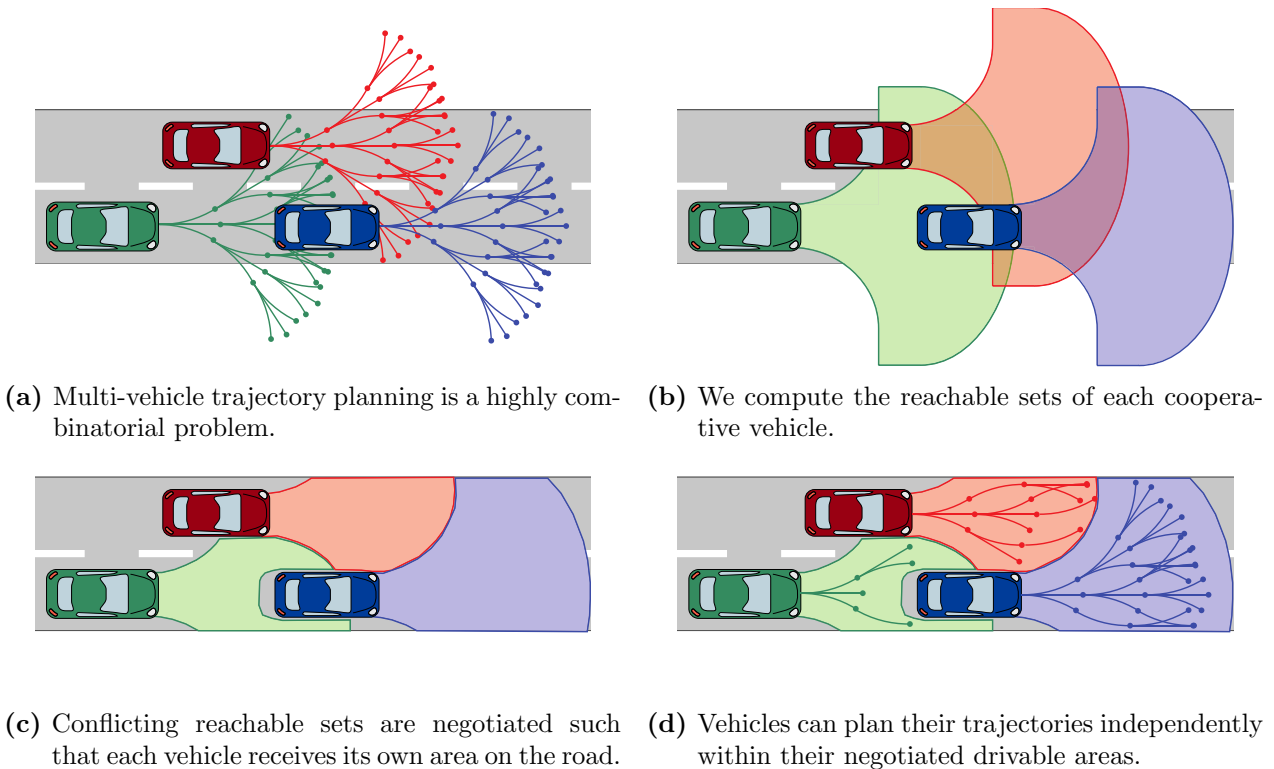 (a) Multi-vehicle trajectory planning is a highly com-
binatorial problem.
(b) We compute the reachable sets of each coopera-
tive vehicle.
(c) Conflicting reachable sets are negotiated such
that each vehicle receives its own area on the road.
(d) Vehicles can plan their trajectories independently
within their negotiated drivable areas.